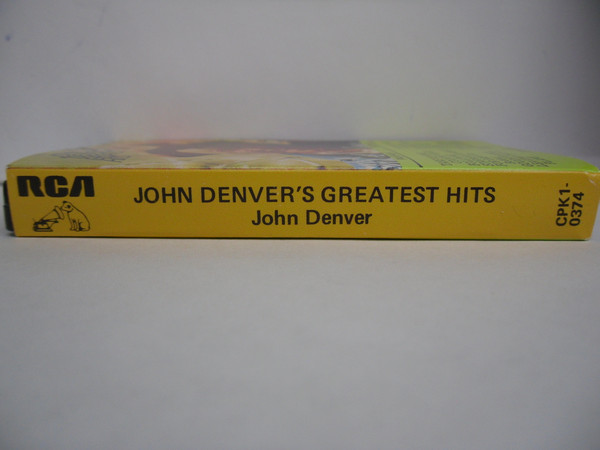 RCA
JOHN DENVER'S GREATEST HITS
John Denver
CPK1-
0374